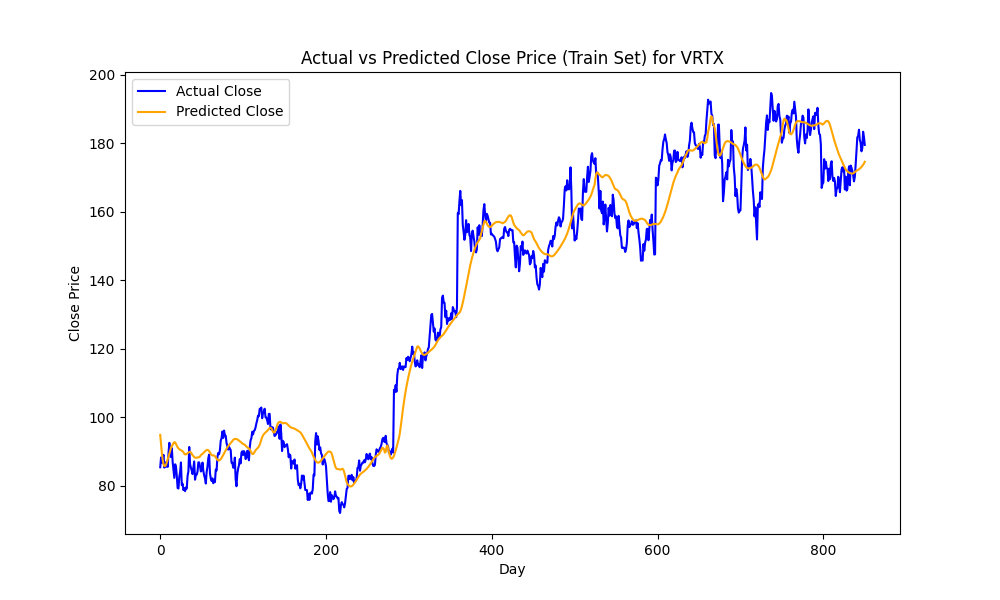 Actual vs Predicted Close Price (Train Set) for VRTX
Actual Close
Predicted Close
200
180
160
140
120
100
80
Close Price
0
200
400
600
800
Day